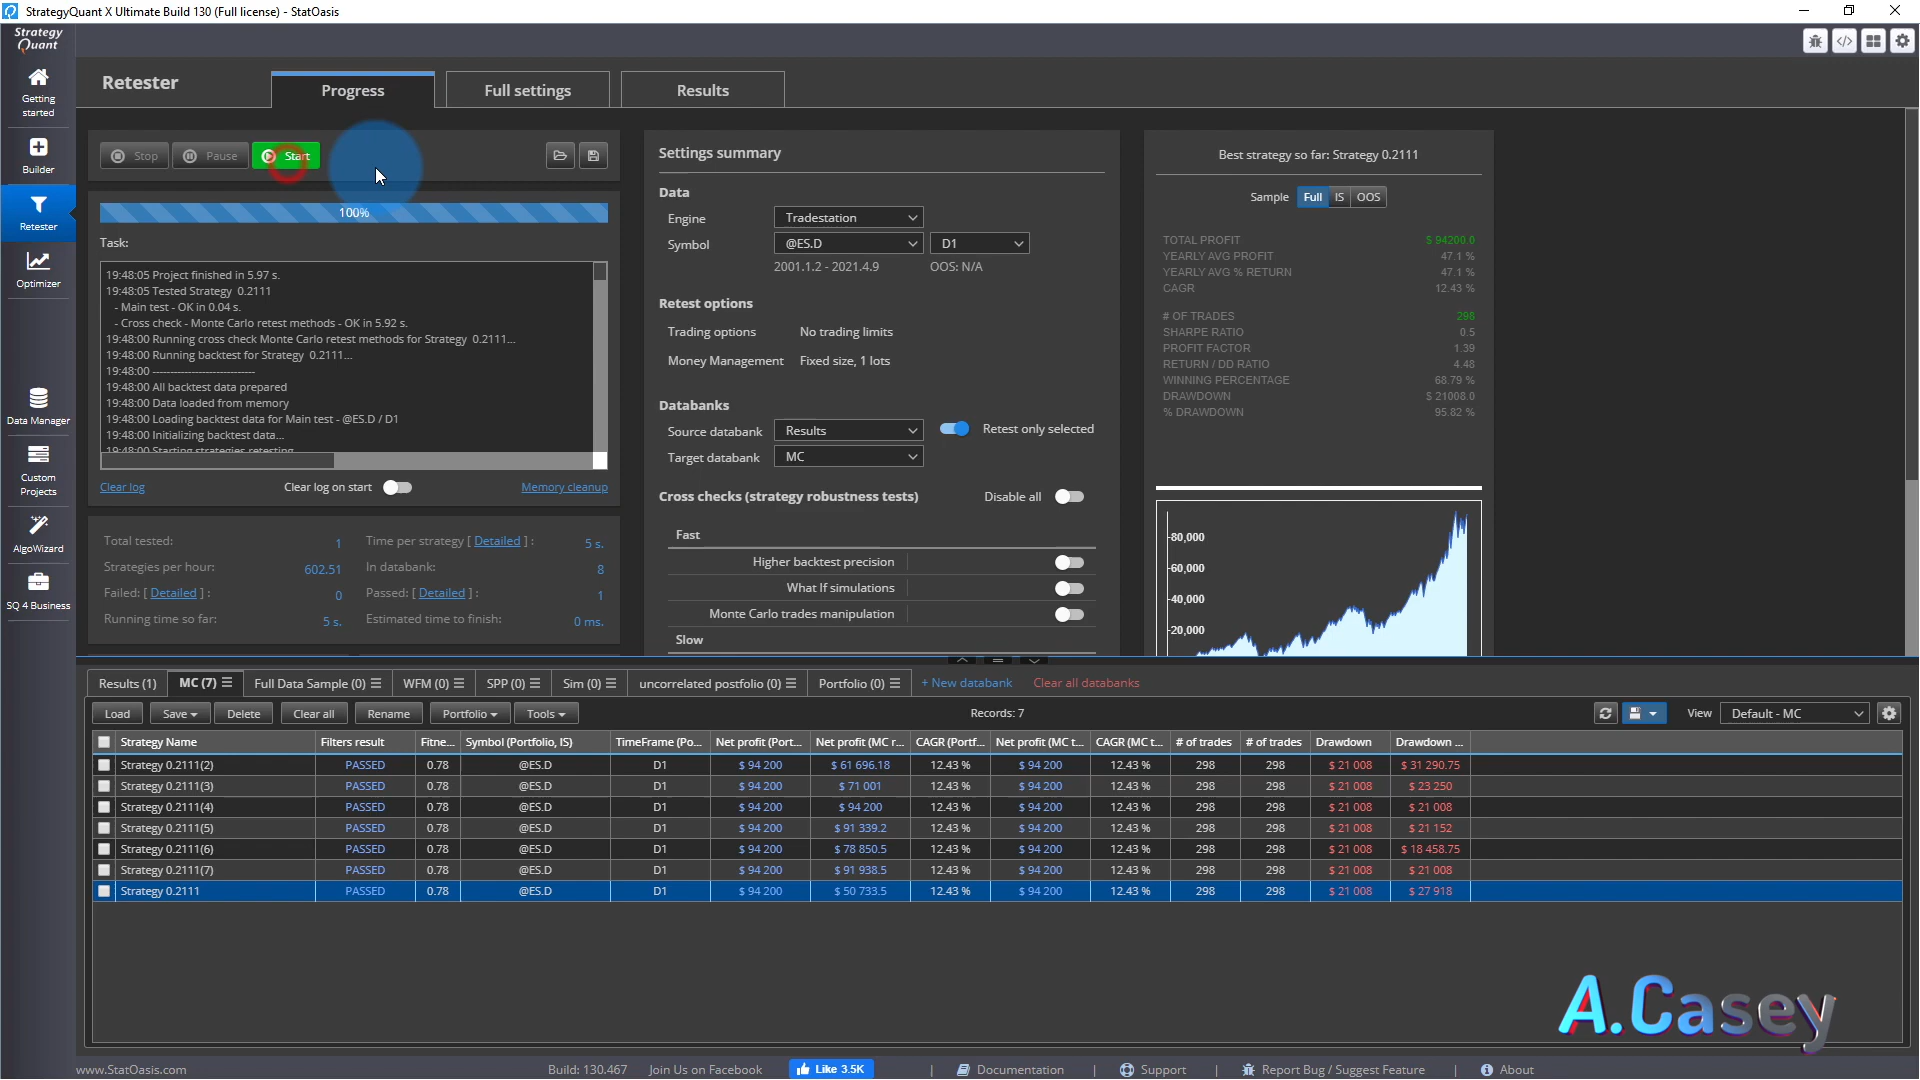 StrategyQuant X Ultimate Build 130 (Full license) - StatOasis
Strategy
Quant
Getting
started
Builder
Retester
Optimizer
Data Manager
Custom
Projects
AlgoWizard
SQ 4 Business
Retester
Progress
Full settings
Results
Stop
Pause
Start
100%
Task:
19:48:05 Project finished in 5.97 s.
19:48:05 Tested Strategy 0.2111
- Main test - OK in 0.04 s.
- Cross check - Monte Carlo retest methods - OK in 5.92 s.
19:48:00 Running cross check Monte Carlo retest methods for Strategy 0.2111...
19:48:00 Running backtest for Strategy 0.2111...
19:48:00 -----------------------------
19:48:00 All backtest data prepared
19:48:00 Data loaded from memory
19:48:00 Loading backtest data for Main test - @ES.D / D1
19:48:00 Initializing backtest data...
19:48:00 Starting strategies retesting
Clear log
Clear log on start
Memory cleanup
Total tested: 1
Time per strategy [ Detailed ] : 5 s.
Strategies per hour: 602.51
In databank: 8
Failed: [ Detailed ] : 0
Passed: [ Detailed ] : 1
Running time so far: 5 s.
Estimated time to finish: 0 ms.
Settings summary
Data
Engine Tradestation
Symbol @ES.D D1
2001.1.2 - 2021.4.9 OOS: N/A
Retest options
Trading options No trading limits
Money Management Fixed size, 1 lots
Databanks
Source databank Results Retest only selected
Target databank MC
Cross checks (strategy robustness tests) Disable all
Fast
Higher backtest precision
What If simulations
Monte Carlo trades manipulation
Slow
Best strategy so far: Strategy 0.2111
Sample Full IS OOS
TOTAL PROFIT $ 94200.0
YEARLY AVG PROFIT 47.1 %
YEARLY AVG % RETURN 47.1 %
CAGR 12.43 %
# OF TRADES 298
SHARPE RATIO 0.5
PROFIT FACTOR 1.39
RETURN / DD RATIO 4.48
WINNING PERCENTAGE 68.79 %
DRAWDOWN $ 21008.0
% DRAWDOWN 95.82 %
80,000
60,000
40,000
20,000
Results (1) MC (7) Full Data Sample (0) WFM (0) SPP (0) Sim (0) uncorrelated postfolio (0) Portfolio (0) + New databank Clear all databanks
Load Save Delete Clear all Rename Portfolio Tools Records: 7 View Default - MC
Strategy Name Filters result Fitne... Symbol (Portfolio, IS) TimeFrame (Po... Net profit (Port... Net profit (MC r... CAGR (Portf... Net profit (MC t... CAGR (MC t... # of trades # of trades Drawdown Drawdown ...
Strategy 0.2111(2) PASSED 0.78 @ES.D D1 $ 94 200 $ 61 696.18 12.43 % $ 94 200 12.43 % 298 298 $ 21 008 $ 31 290.75
Strategy 0.2111(3) PASSED 0.78 @ES.D D1 $ 94 200 $ 71 001 12.43 % $ 94 200 12.43 % 298 298 $ 21 008 $ 23 250
Strategy 0.2111(4) PASSED 0.78 @ES.D D1 $ 94 200 $ 94 200 12.43 % $ 94 200 12.43 % 298 298 $ 21 008 $ 21 008
Strategy 0.2111(5) PASSED 0.78 @ES.D D1 $ 94 200 $ 91 339.2 12.43 % $ 94 200 12.43 % 298 298 $ 21 008 $ 21 152
Strategy 0.2111(6) PASSED 0.78 @ES.D D1 $ 94 200 $ 78 850.5 12.43 % $ 94 200 12.43 % 298 298 $ 21 008 $ 18 458.75
Strategy 0.2111(7) PASSED 0.78 @ES.D D1 $ 94 200 $ 91 938.5 12.43 % $ 94 200 12.43 % 298 298 $ 21 008 $ 21 008
Strategy 0.2111 PASSED 0.78 @ES.D D1 $ 94 200 $ 50 733.5 12.43 % $ 94 200 12.43 % 298 298 $ 21 008 $ 27 918
A.Casey
www.StatOasis.com Build: 130.467 Join Us on Facebook Like 3.5K | Documentation | Support | Report Bug / Suggest Feature | About